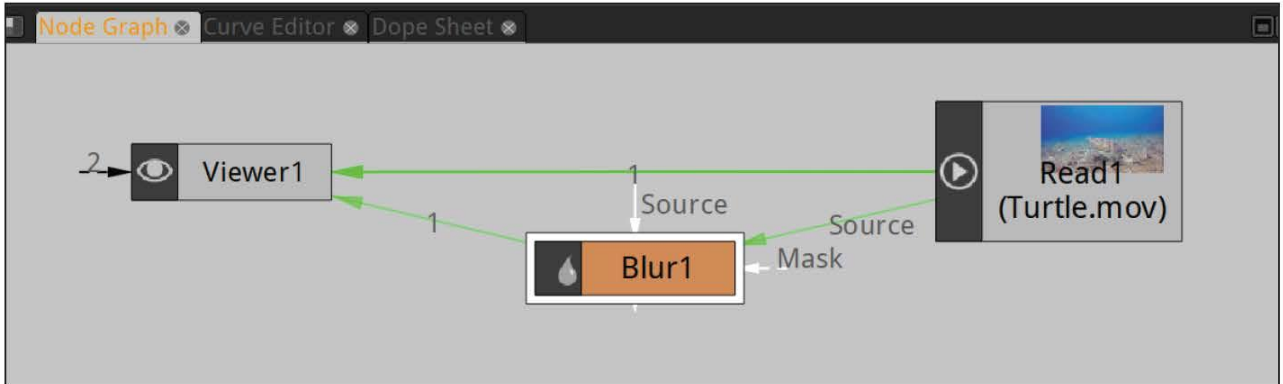 Node Graph Curve Editor Dope Sheet
2 Viewer1 1 Read1
(Turtle.mov)
Source
Source
1
Blur1 Mask